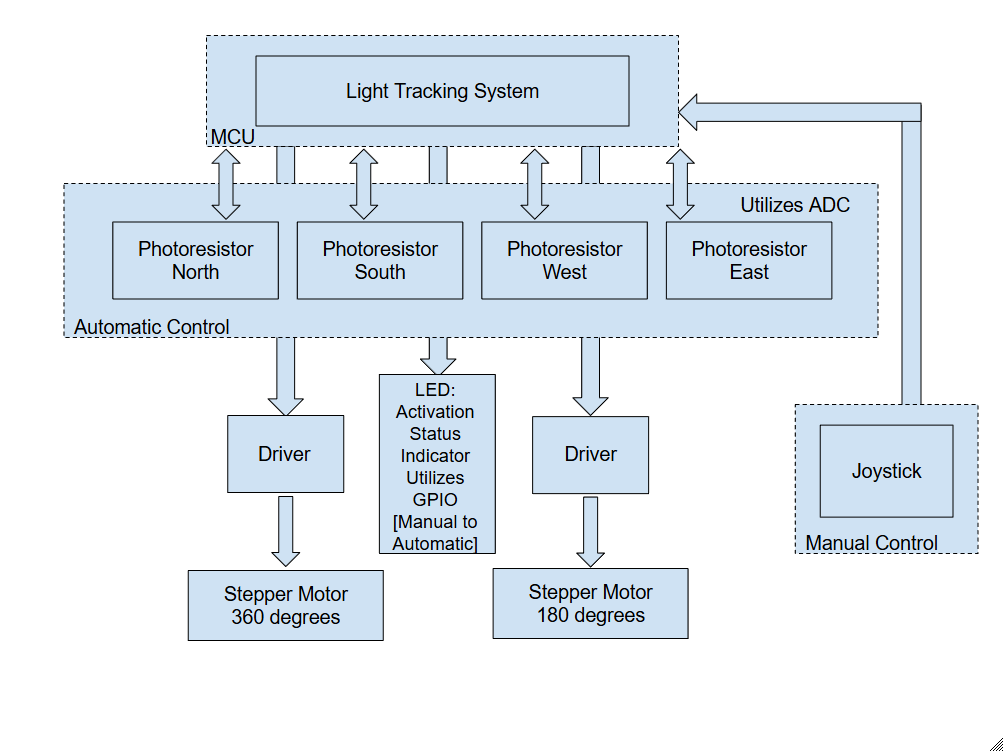 Light Tracking System
MCU
Utilizes ADC
Photoresistor
North
Photoresistor
South
Photoresistor
West
Photoresistor
East
Automatic Control
Driver
LED:
Activation
Status
Indicator
Utilizes
GPIO
[Manual to
Automatic]
Driver
Joystick
Manual Control
Stepper Motor
360 degrees
Stepper Motor
180 degrees